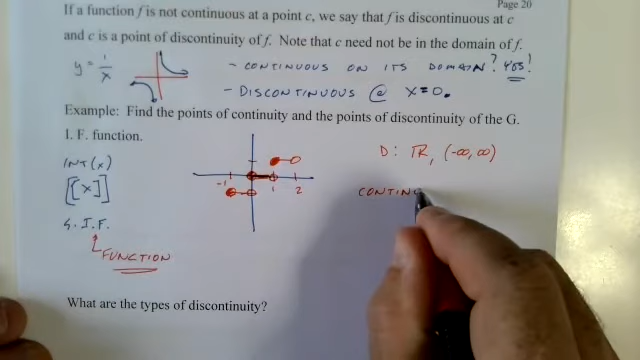 Page 20
If a function f is not continuous at a point c, we say that f is discontinuous at c
and c is a point of discontinuity of f. Note that c need not be in the domain of f.
y = 1/x
- CONTINUOUS ON ITS DOMAIN? YES!
- DISCONTINUOUS @ X=0.
Example: Find the points of continuity and the points of discontinuity of the G.
I. F. function.
INT(X)
[[X]]
G. I. F.
FUNCTION
-1 1 2
D: ℝ, (-∞, ∞)
CONTINU
What are the types of discontinuity?